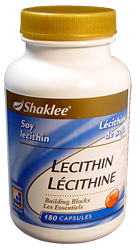 Shaklee
Soy
lecithin
Lécithine
de soya
LECITHIN
LÉCITHINE
Building Blocks
Les Essentiels
180 CAPSULES